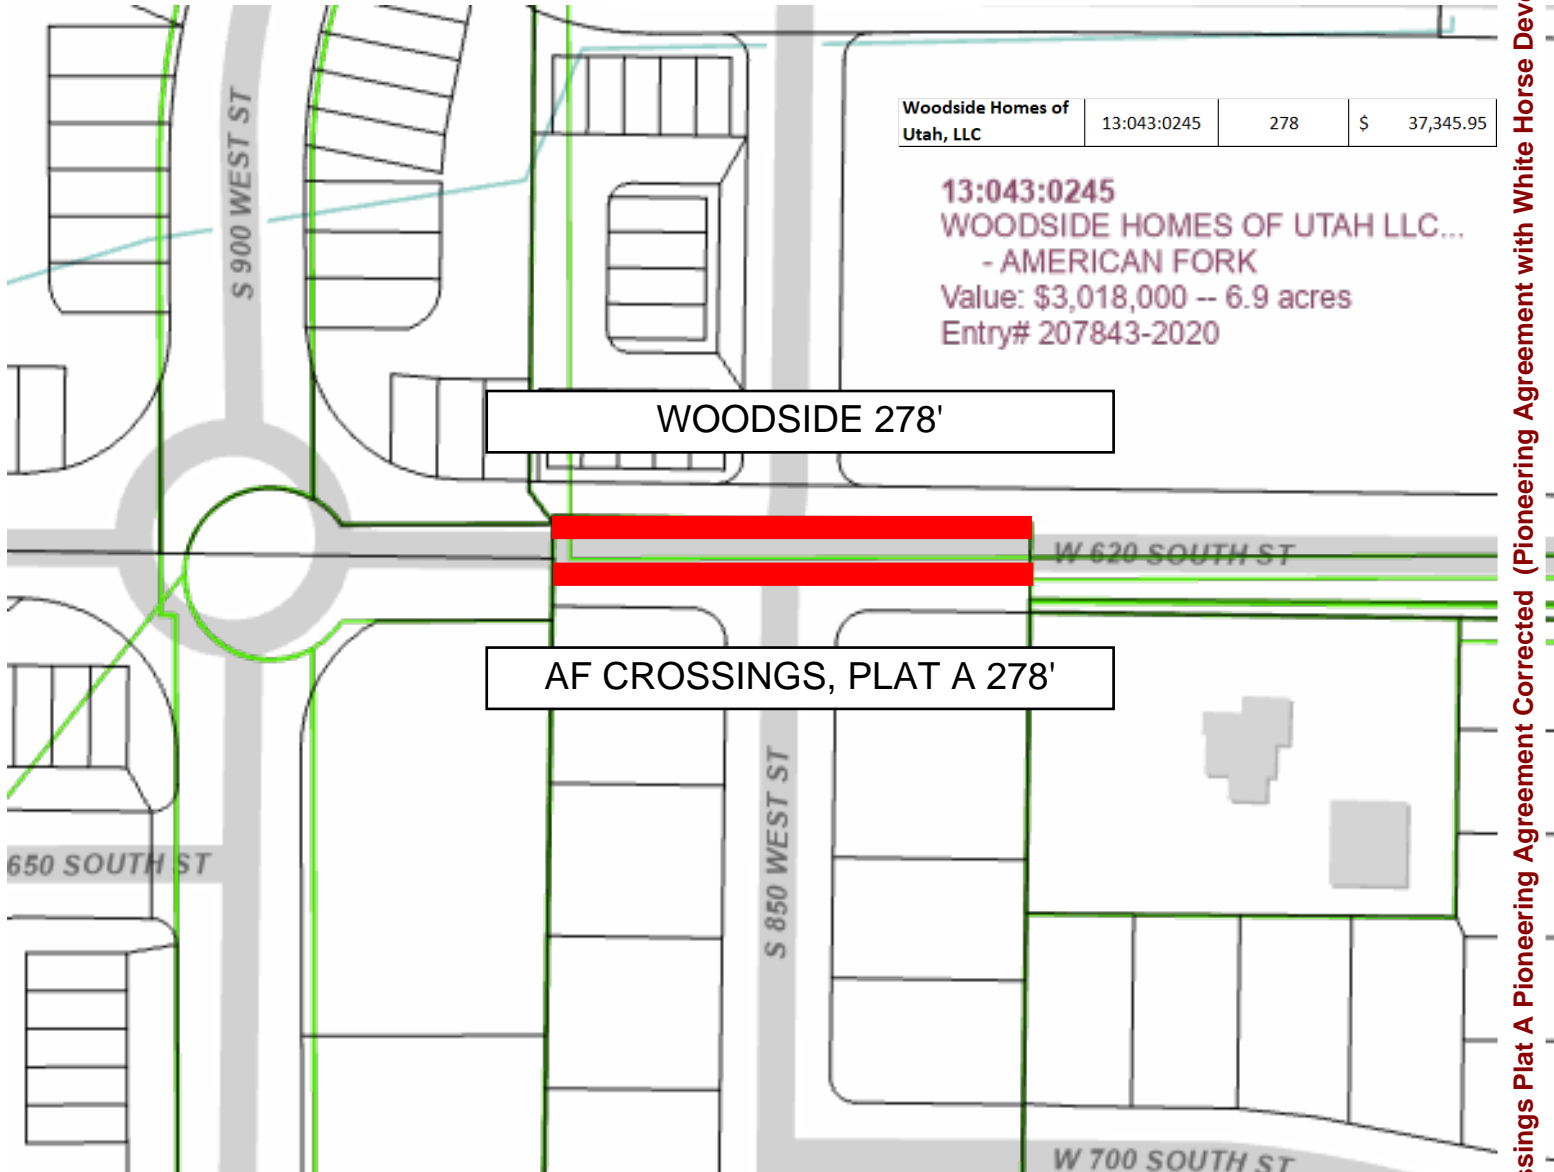 Woodside Homes of
Utah, LLC
13:043:0245
278
$ 37,345.95
13:043:0245
WOODSIDE HOMES OF UTAH LLC...
- AMERICAN FORK
Value: $3,018,000 -- 6.9 acres
Entry# 207843-2020
S 900 WEST ST
WOODSIDE 278'
W 620 SOUTH ST
AF CROSSINGS, PLAT A 278'
S 850 WEST ST
650 SOUTH ST
W 700 SOUTH ST
ssings Plat A Pioneering Agreement Corrected (Pioneering Agreement with White Horse Deve